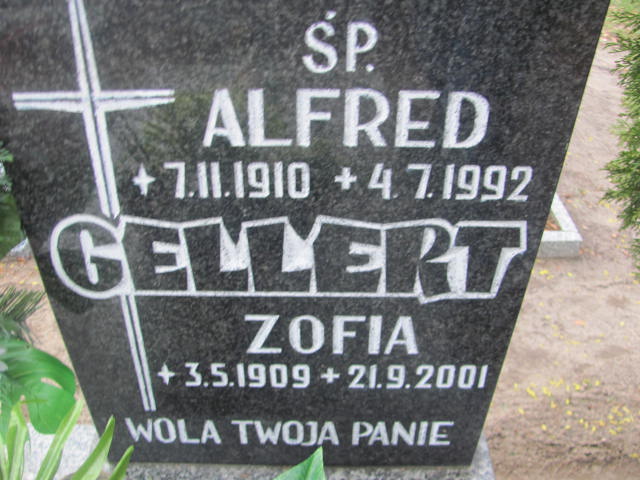 ŚP.
ALFRED
+ 7.11.1910 + 4.7.1992
GELLERT
ZOFIA
+ 3.5.1909 + 21.9.2001
WOLA TWOJA PANIE